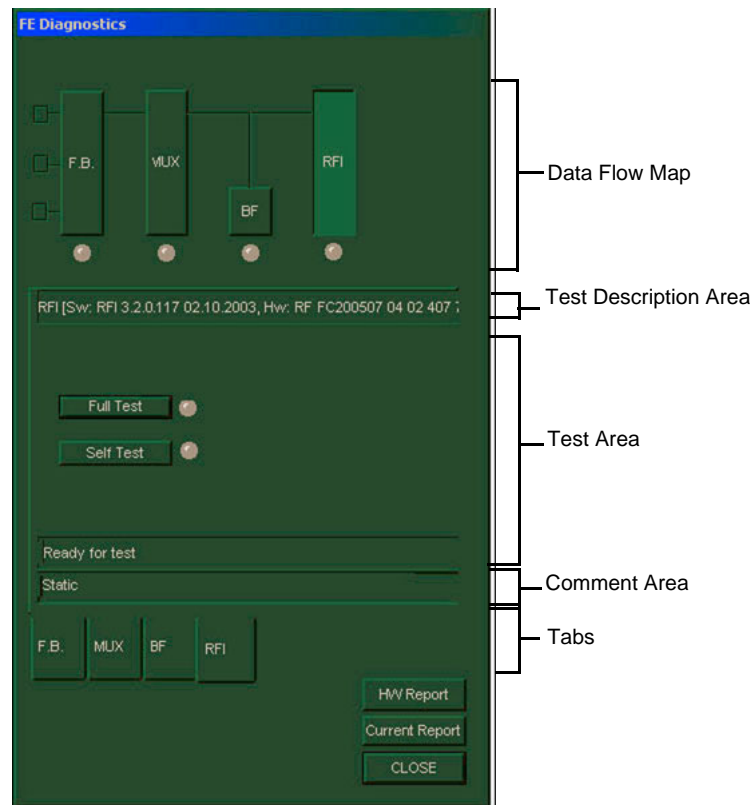 FE Diagnostics
F.B.
MUX
BF
RFI
Data Flow Map
RFI [Sw: RFI 3.2.0.117 02.10.2003, Hw: RF FC200507 04 02 407
Test Description Area
Full Test
Self Test
Test Area
Ready for test
Static
Comment Area
F.B.
MUX
BF
RFI
Tabs
HW Report
Current Report
CLOSE